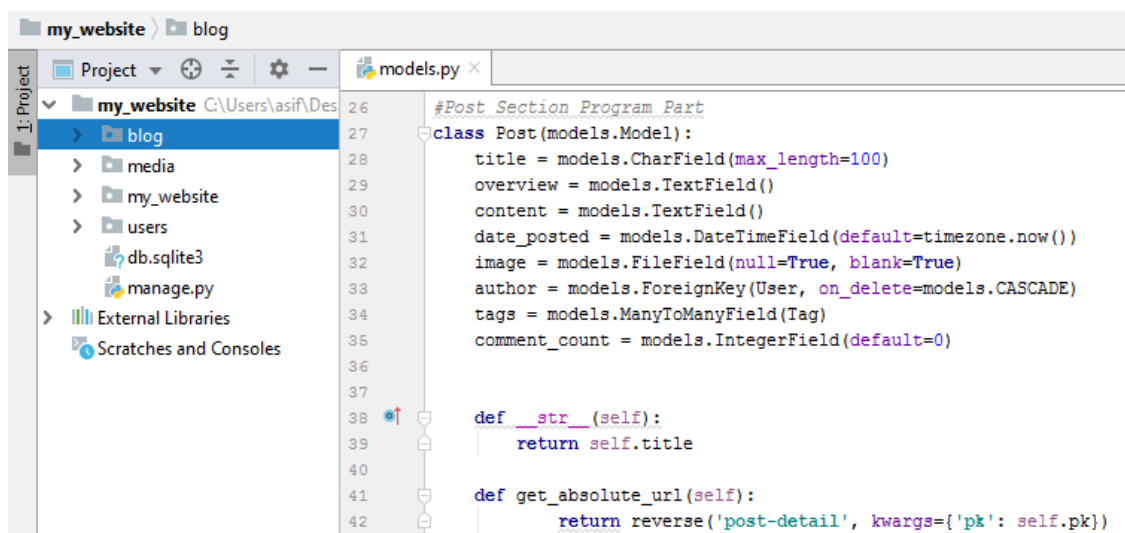 my_website 〉 blog
1: Project
Project
my_website C:\Users\asif\Des
blog
media
my_website
users
db.sqlite3
manage.py
External Libraries
Scratches and Consoles
models.py
26 #Post Section Program Part
27 class Post(models.Model):
28     title = models.CharField(max_length=100)
29     overview = models.TextField()
30     content = models.TextField()
31     date_posted = models.DateTimeField(default=timezone.now())
32     image = models.FileField(null=True, blank=True)
33     author = models.ForeignKey(User, on_delete=models.CASCADE)
34     tags = models.ManyToManyField(Tag)
35     comment_count = models.IntegerField(default=0)
36
37
38     def __str__(self):
39         return self.title
40
41     def get_absolute_url(self):
42             return reverse('post-detail', kwargs={'pk': self.pk})